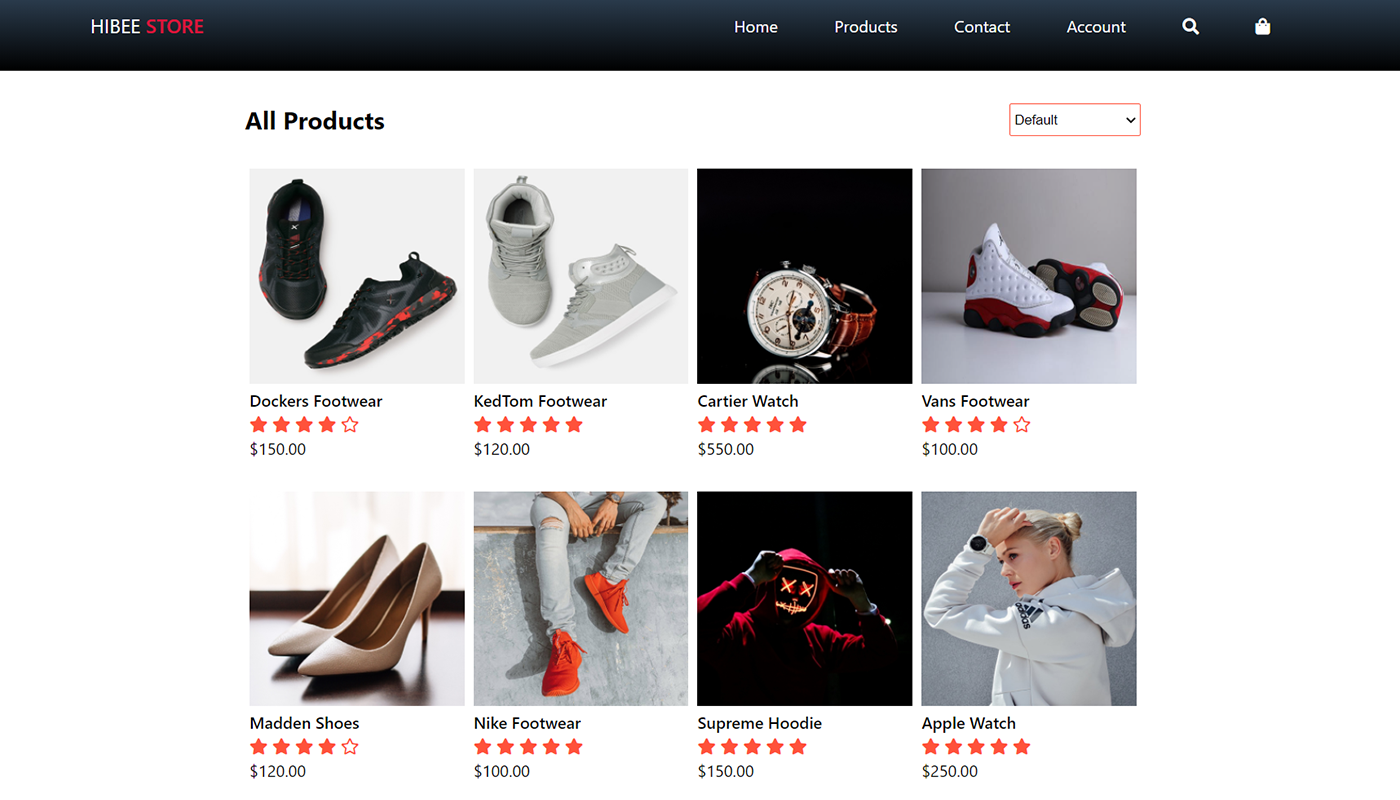 HIBEE STORE
Home
Products
Contact
Account
All Products
Default
Dockers Footwear
KedTom Footwear
Cartier Watch
Vans Footwear
$150.00
$120.00
$550.00
$100.00
adidas
Madden Shoes
Nike Footwear
Supreme Hoodie
Apple Watch
$120.00
$100.00
$150.00
$250.00